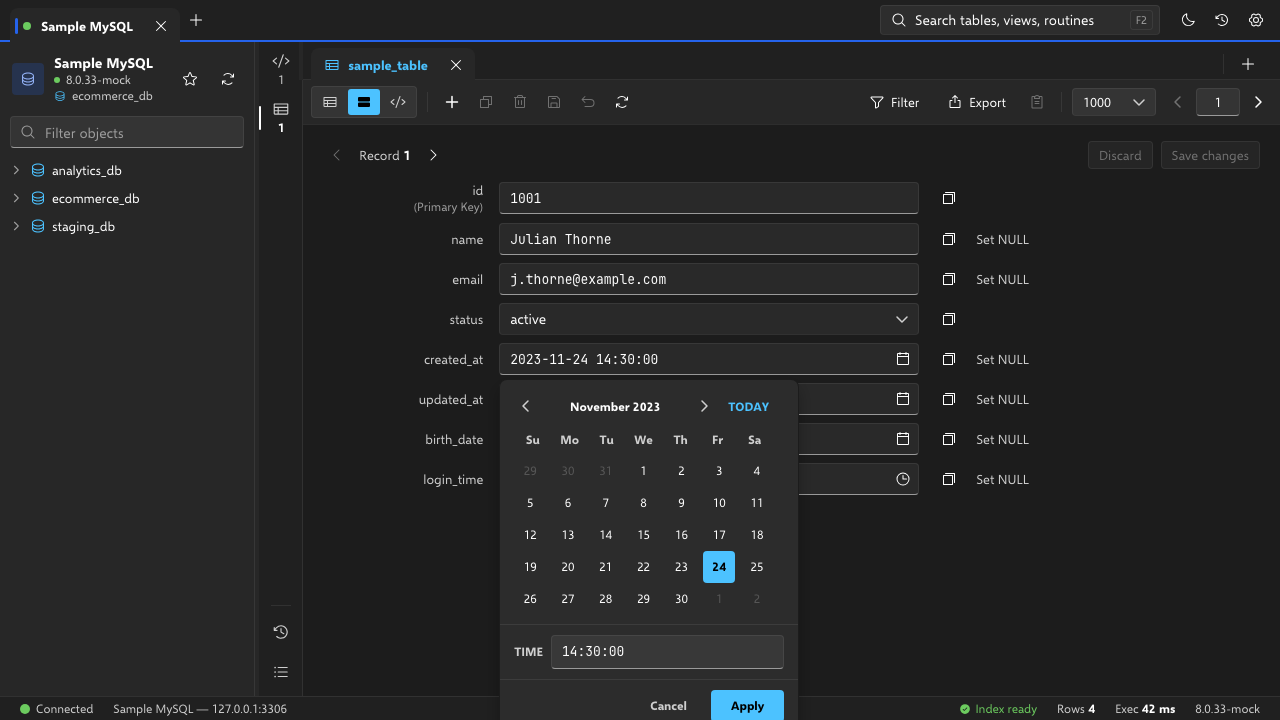 Sample MySQL
Search tables, views, routines F2
Sample MySQL
8.0.33-mock
ecommerce_db
Filter objects
analytics_db
ecommerce_db
staging_db
1
1
sample_table
Filter Export 1000 1
Record 1 Discard Save changes
id
(Primary Key)
1001
name Julian Thorne Set NULL
email j.thorne@example.com Set NULL
status active
created_at 2023-11-24 14:30:00 Set NULL
updated_at Set NULL
birth_date Set NULL
login_time Set NULL
November 2023 TODAY
Su Mo Tu We Th Fr Sa
29 30 31 1 2 3 4
5 6 7 8 9 10 11
12 13 14 15 16 17 18
19 20 21 22 23 24 25
26 27 28 29 30 1 2
TIME 14:30:00
Cancel Apply
Connected Sample MySQL — 127.0.0.1:3306 Index ready Rows 4 Exec 42 ms 8.0.33-mock